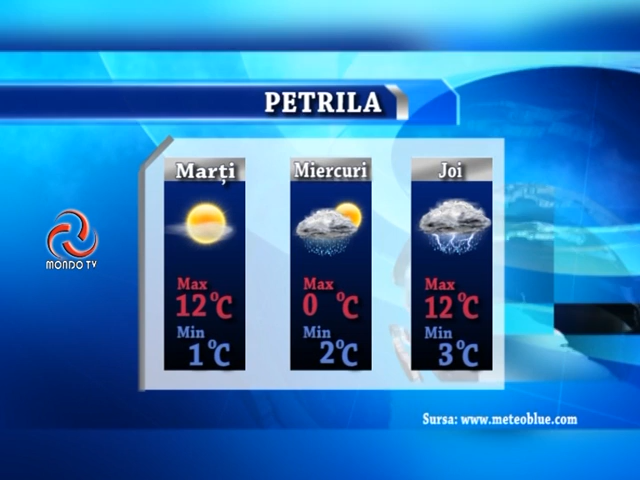 PETRILA
Marți
Max
12°C
Min
1°C
Miercuri
Max
0 °C
Min
2°C
Joi
Max
12°C
Min
3°C
MONDO TV
Sursa: www.meteoblue.com